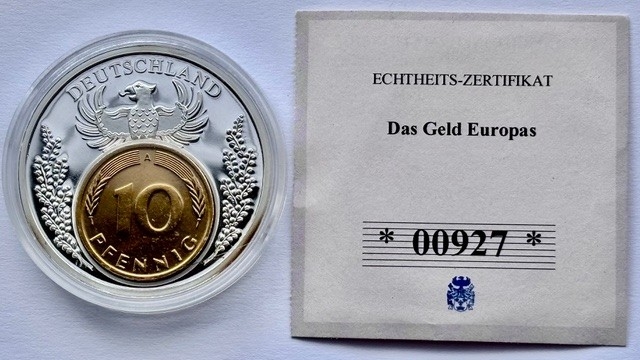 DEUTSCHLAND
A
10
PFENNIG
ECHTHEITS-ZERTIFIKAT
Das Geld Europas
* 00927 *